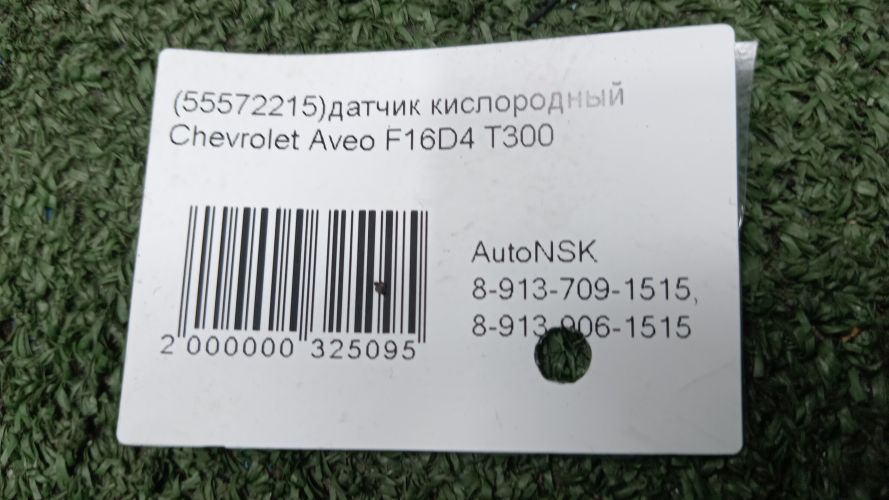 (55572215)датчик кислородный
Chevrolet Aveo F16D4 T300
AutoNSK
8-913-709-1515,
8-913-906-1515
2 000000 325095